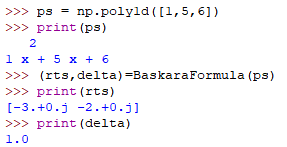 >>> ps = np.poly1d([1,5,6])
>>> print(ps)
   2
1 x + 5 x + 6
>>> (rts,delta)=BaskaraFormula(ps)
>>> print(rts)
[-3.+0.j -2.+0.j]
>>> print(delta)
1.0